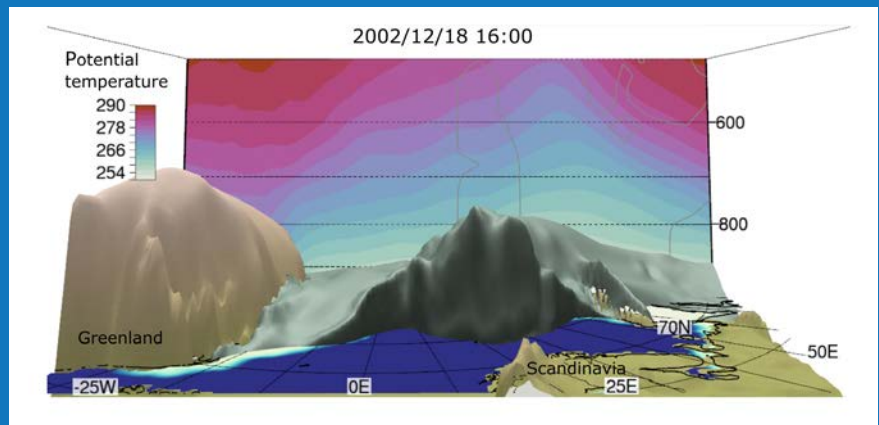 2002/12/18 16:00
Potential
temperature
290
278
266
254
600
800
Greenland
Scandinavia
70N
50E
-25W
0E
25E